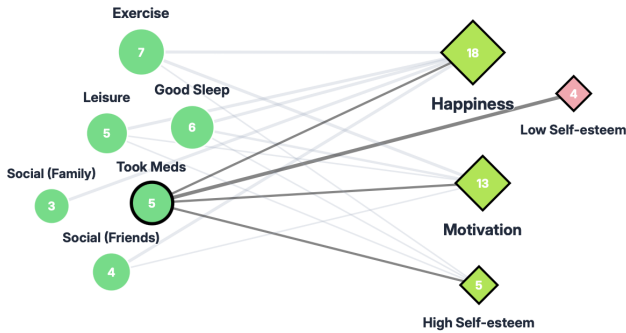 Exercise
7
18
Happiness
4
Low Self-esteem
Leisure
5
Good Sleep
6
Took Meds
5
Social (Family)
3
13
Motivation
Social (Friends)
4
5
High Self-esteem